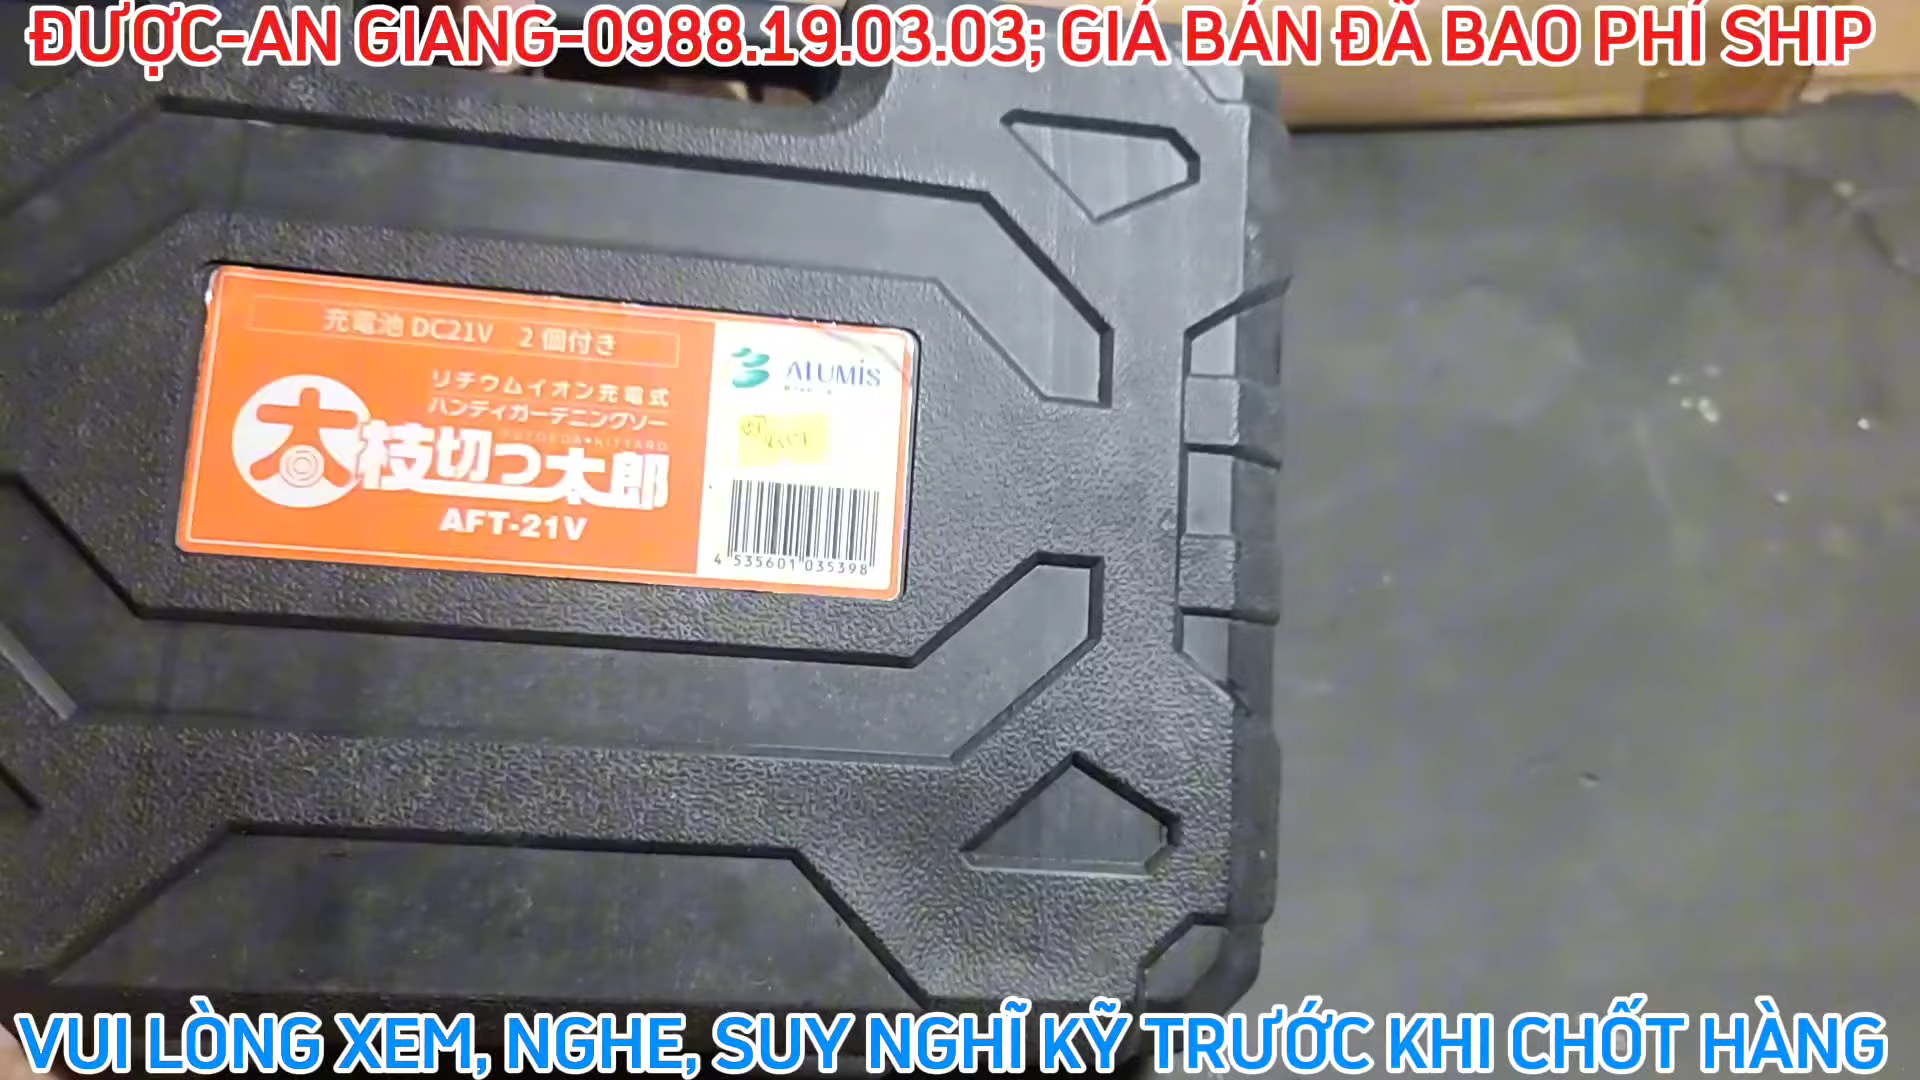 ĐƯỢC-AN GIANG-0988.19.03.03; GIÁ BÁN ĐÃ BAO PHÍ SHIP
充電池 DC21V 2個付き
リチウムイオン充電式
ハンディガーデニングソー
FUTOEDA KITTARO
太枝切っ太郎
AFT-21V
ALUMIS
4 535601 035398
VUI LÒNG XEM, NGHE, SUY NGHĨ KỸ TRƯỚC KHI CHỐT HÀNG